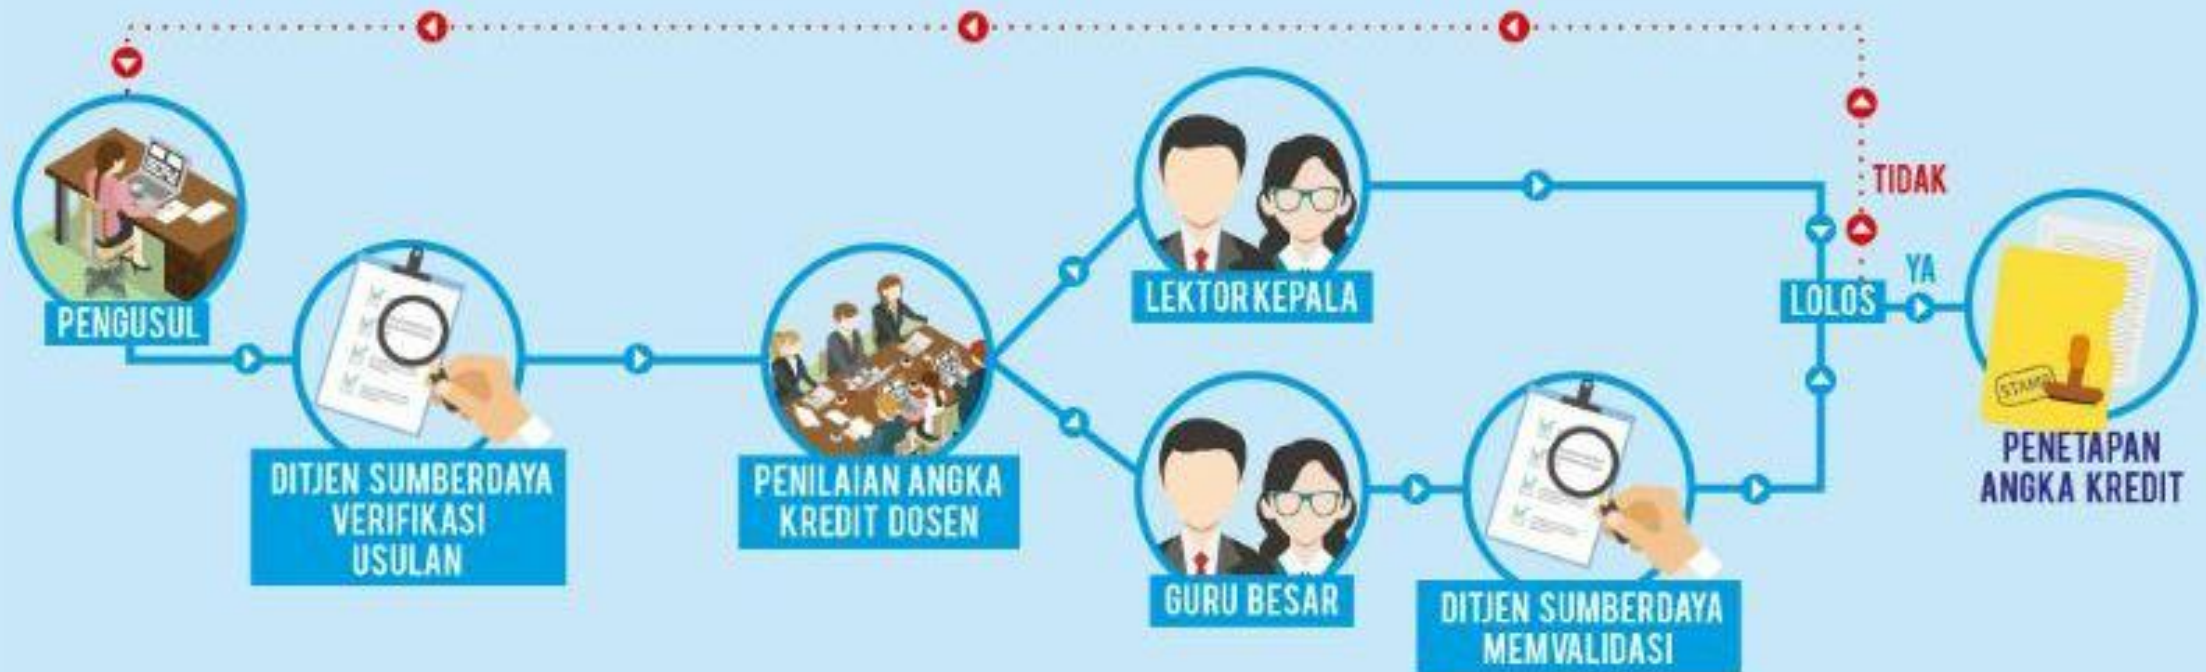 PENGUSUL
DITJEN SUMBERDAYA
VERIFIKASI
USULAN
PENILAIAN ANGKA
KREDIT DOSEN
LEKTOR KEPALA
GURU BESAR
DITJEN SUMBERDAYA
MEMVALIDASI
LOLOS
TIDAK
YA
STAMP
PENETAPAN
ANGKA KREDIT